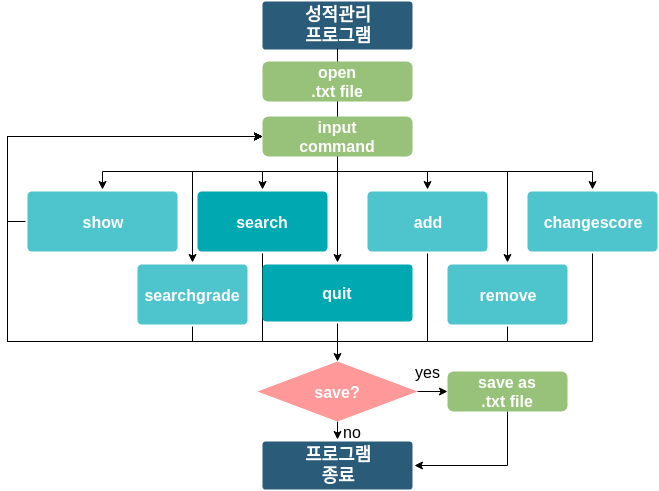 성적관리
프로그램
open
.txt file
input
command
show
search
add
changescore
searchgrade
quit
remove
save?
yes
save as
.txt file
no
프로그램
종료